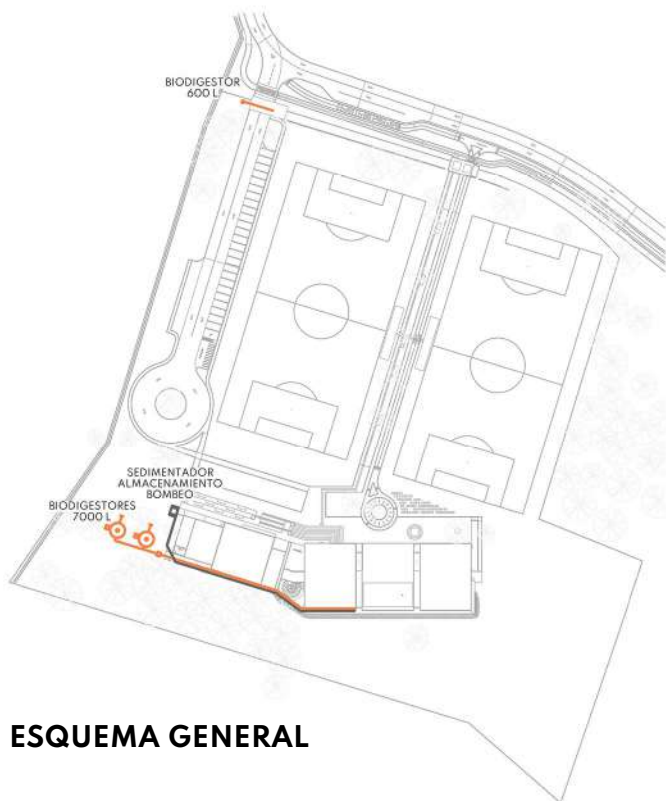 BIODIGESTOR
600 L
SEDIMENTADOR
ALMACENAMIENTO
BOMBEO
BIODIGESTORES
7000 L
ESQUEMA GENERAL